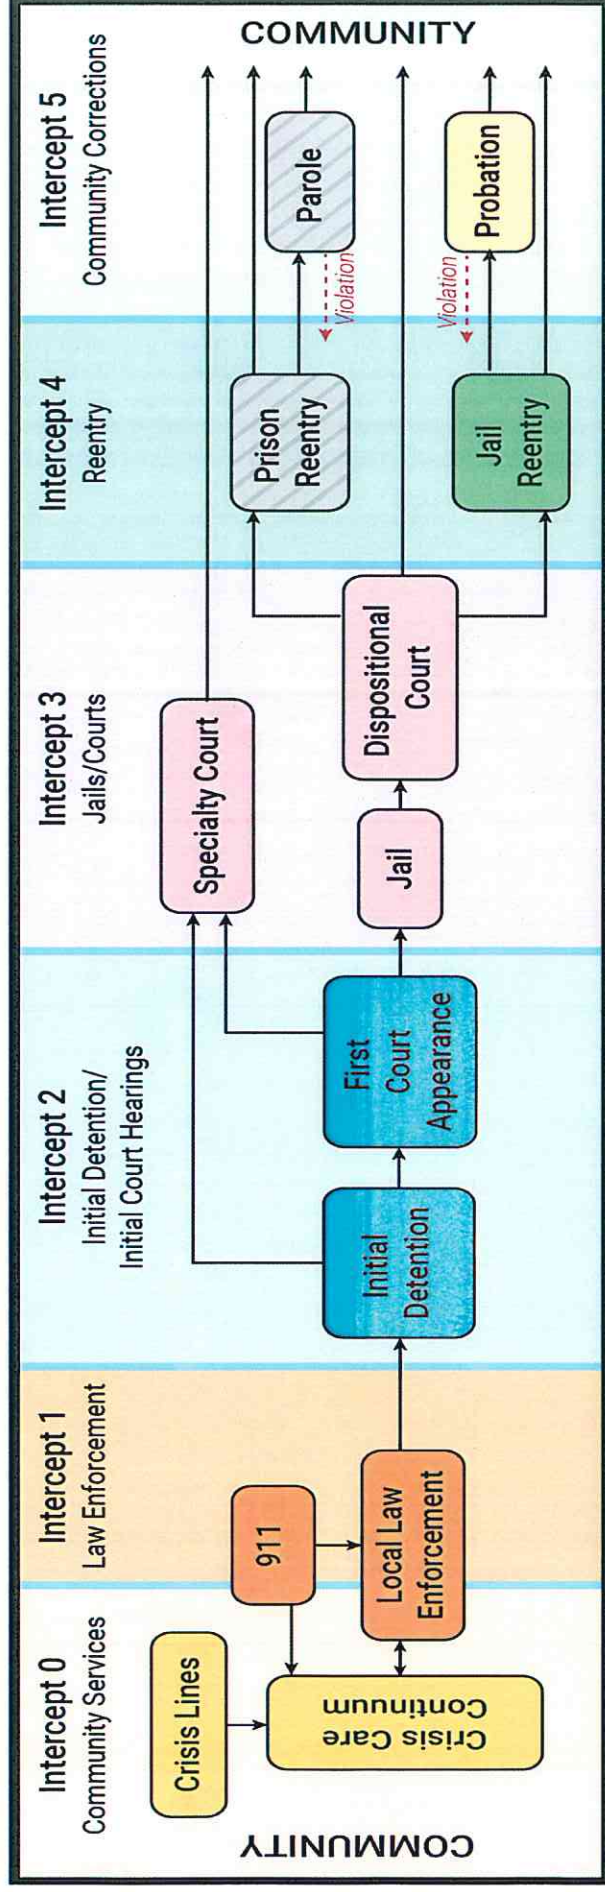 COMMUNITY
Intercept 0
Community Services
Crisis Lines
Crisis Care
Continuum
Intercept 1
Law Enforcement
911
Local Law
Enforcement
Intercept 2
Initial Detention/
Initial Court Hearings
Initial
Detention
First
Court
Appearance
Intercept 3
Jails/Courts
Specialty Court
Jail
Dispositional
Court
Intercept 4
Reentry
Prison
Reentry
Jail
Reentry
Intercept 5
Community Corrections
Parole
Violation
Probation
Violation
COMMUNITY